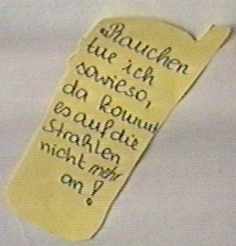 „Rauchen
tue ich
sowieso,
da kommt
es auf die
Strahlen
nicht mehr
an!